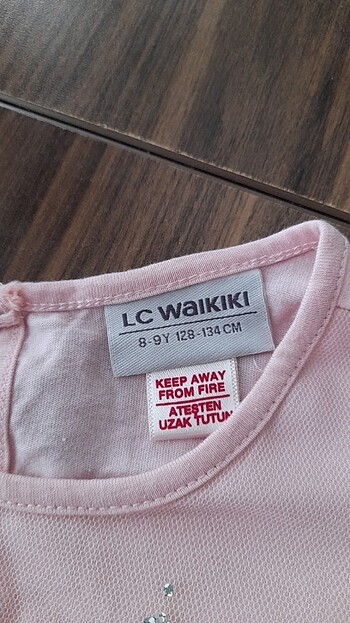 LC WAIKIKI
8-9Y 128-134 CM
KEEP AWAY
FROM FIRE
ATEŞTEN
UZAK TUTUN